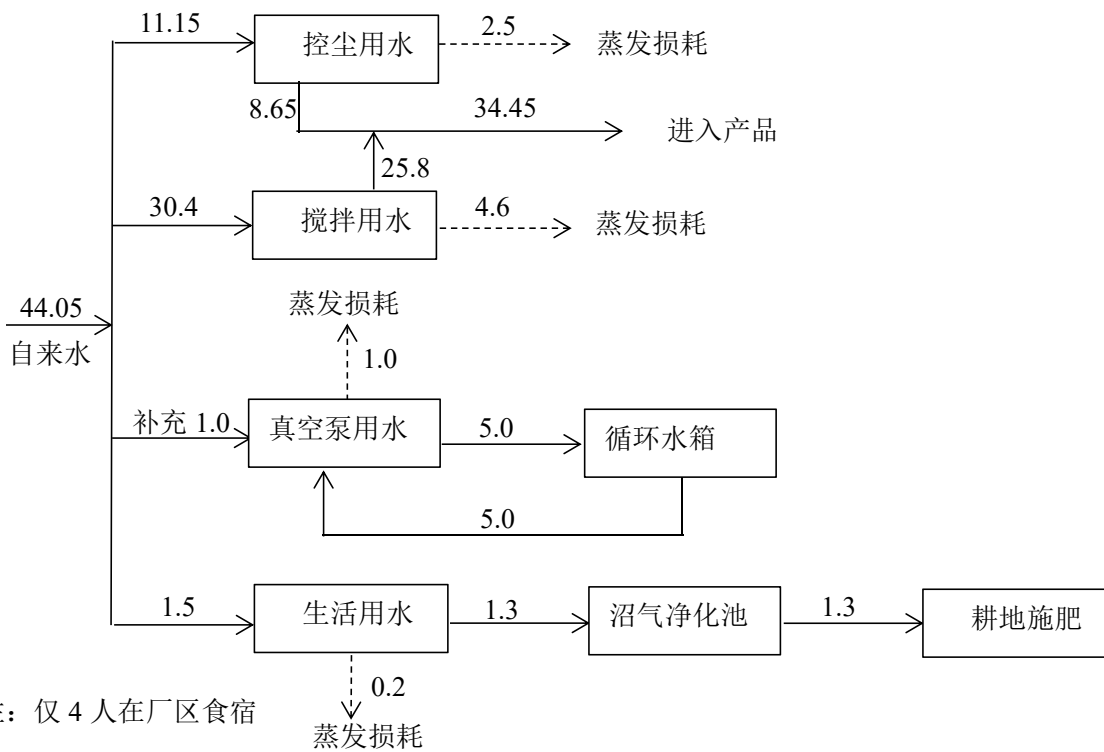 11.15
控尘用水
2.5
蒸发损耗
8.65
34.45
进入产品
25.8
30.4
搅拌用水
4.6
蒸发损耗
44.05
自来水
蒸发损耗
1.0
补充 1.0
真空泵用水
5.0
循环水箱
5.0
1.5
生活用水
1.3
沼气净化池
1.3
耕地施肥
0.2
：仅 4 人在厂区食宿
蒸发损耗